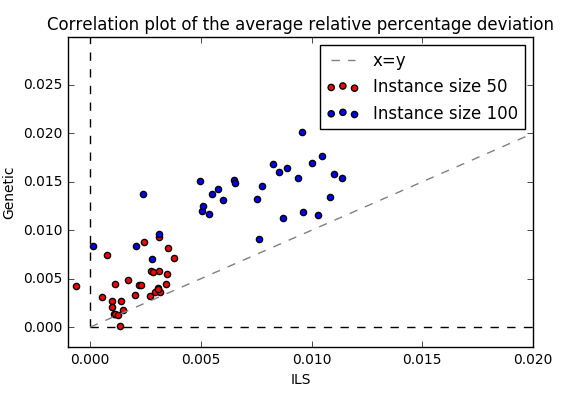 Correlation plot of the average relative percentage deviation
x=y
Instance size 50
Instance size 100
Genetic
0.025
0.020
0.015
0.010
0.005
0.000
0.000 0.005 0.010 0.015 0.020
ILS